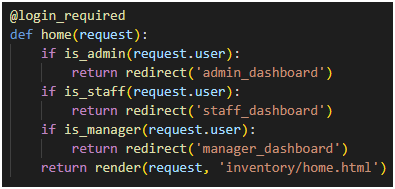 @login_required
def home(request):
    if is_admin(request.user):
        return redirect('admin_dashboard')
    if is_staff(request.user):
        return redirect('staff_dashboard')
    if is_manager(request.user):
        return redirect('manager_dashboard')
    return render(request, 'inventory/home.html')